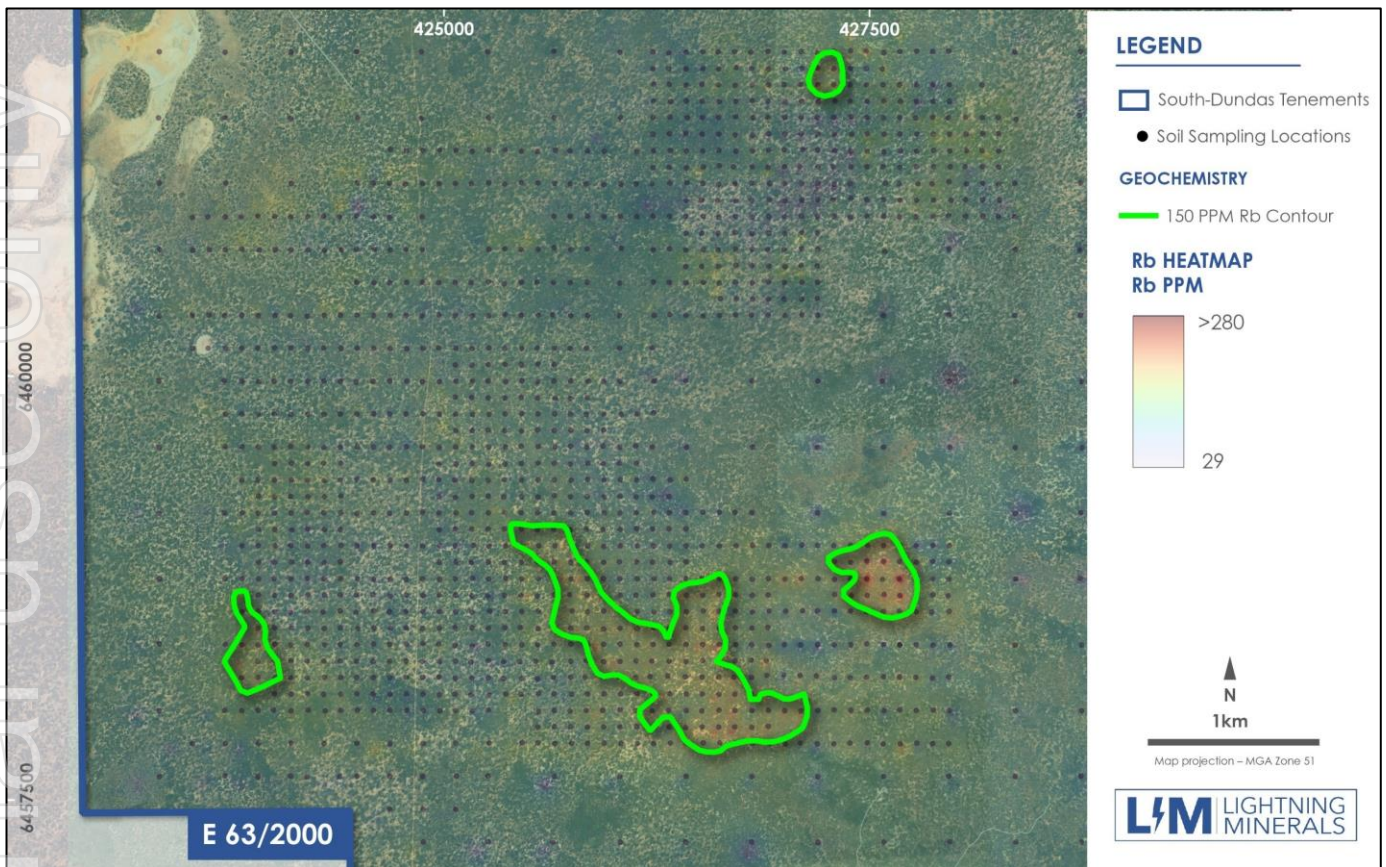 425000
427500
6460000
6457500
E 63/2000
LEGEND
South-Dundas Tenements
Soil Sampling Locations
GEOCHEMISTRY
150 PPM Rb Contour
Rb HEATMAP
Rb PPM
>280
29
N
1km
Map projection – MGA Zone 51
LM LIGHTNING
MINERALS